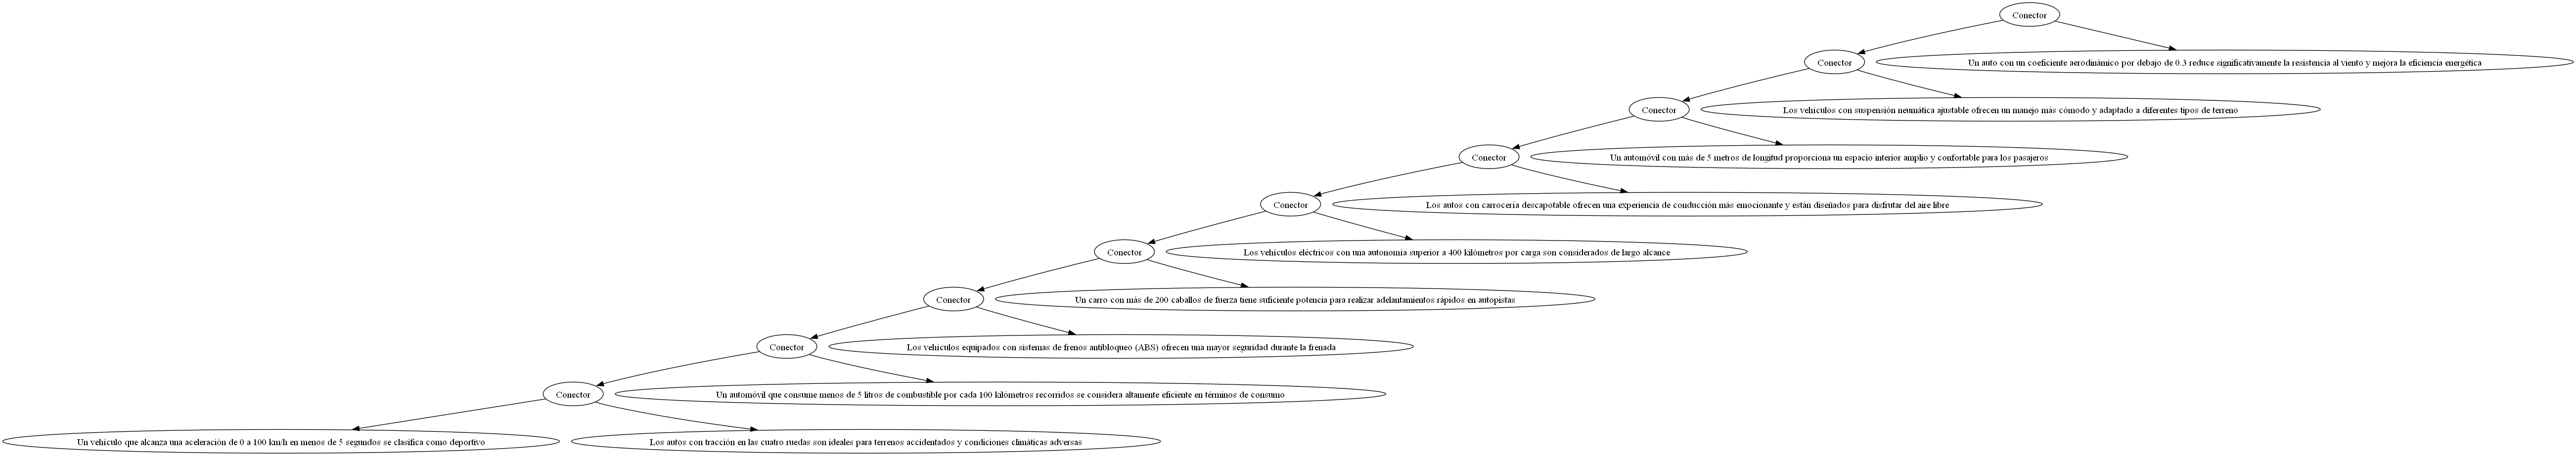 Conector
Conector
Un auto con un coeficiente aerodinámico por debajo de 0.3 reduce significativamente la resistencia al viento y mejora la eficiencia energética
Conector
Los vehículos con suspensión neumática ajustable ofrecen un manejo más cómodo y adaptado a diferentes tipos de terreno
Conector
Un automóvil con más de 5 metros de longitud proporciona un espacio interior amplio y confortable para los pasajeros
Conector
Los autos con carrocería descapotable ofrecen una experiencia de conducción más emocionante y están diseñados para disfrutar del aire libre
Conector
Los vehículos eléctricos con una autonomía superior a 400 kilómetros por carga son considerados de largo alcance
Conector
Un carro con más de 200 caballos de fuerza tiene suficiente potencia para realizar adelantamientos rápidos en autopistas
Conector
Los vehículos equipados con sistemas de frenos antibloqueo (ABS) ofrecen una mayor seguridad durante la frenada
Conector
Un automóvil que consume menos de 5 litros de combustible por cada 100 kilómetros recorridos se considera altamente eficiente en términos de consumo
Un vehículo que alcanza una aceleración de 0 a 100 km/h en menos de 5 segundos se clasifica como deportivo
Los autos con tracción en las cuatro ruedas son ideales para terrenos accidentados y condiciones climáticas adversas